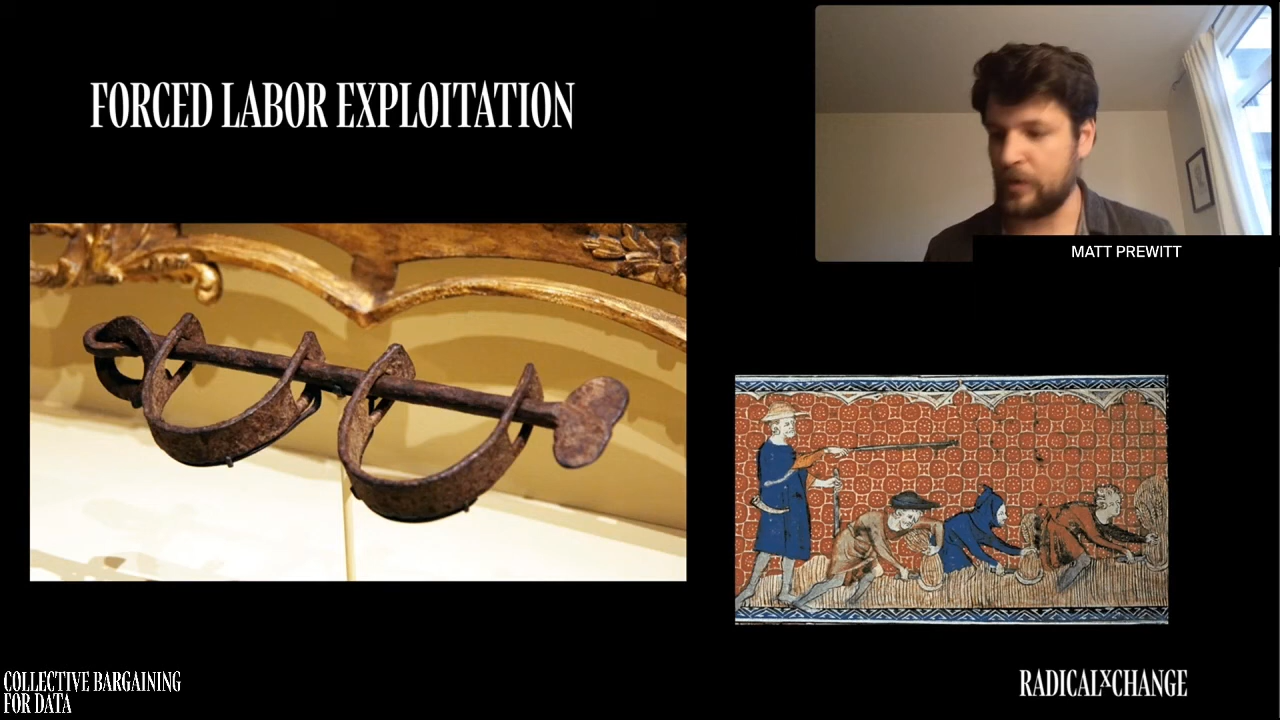 FORCED LABOR EXPLOITATION
MATT PREWITT
COLLECTIVE BARGAINING
FOR DATA
RADICALXCHANGE